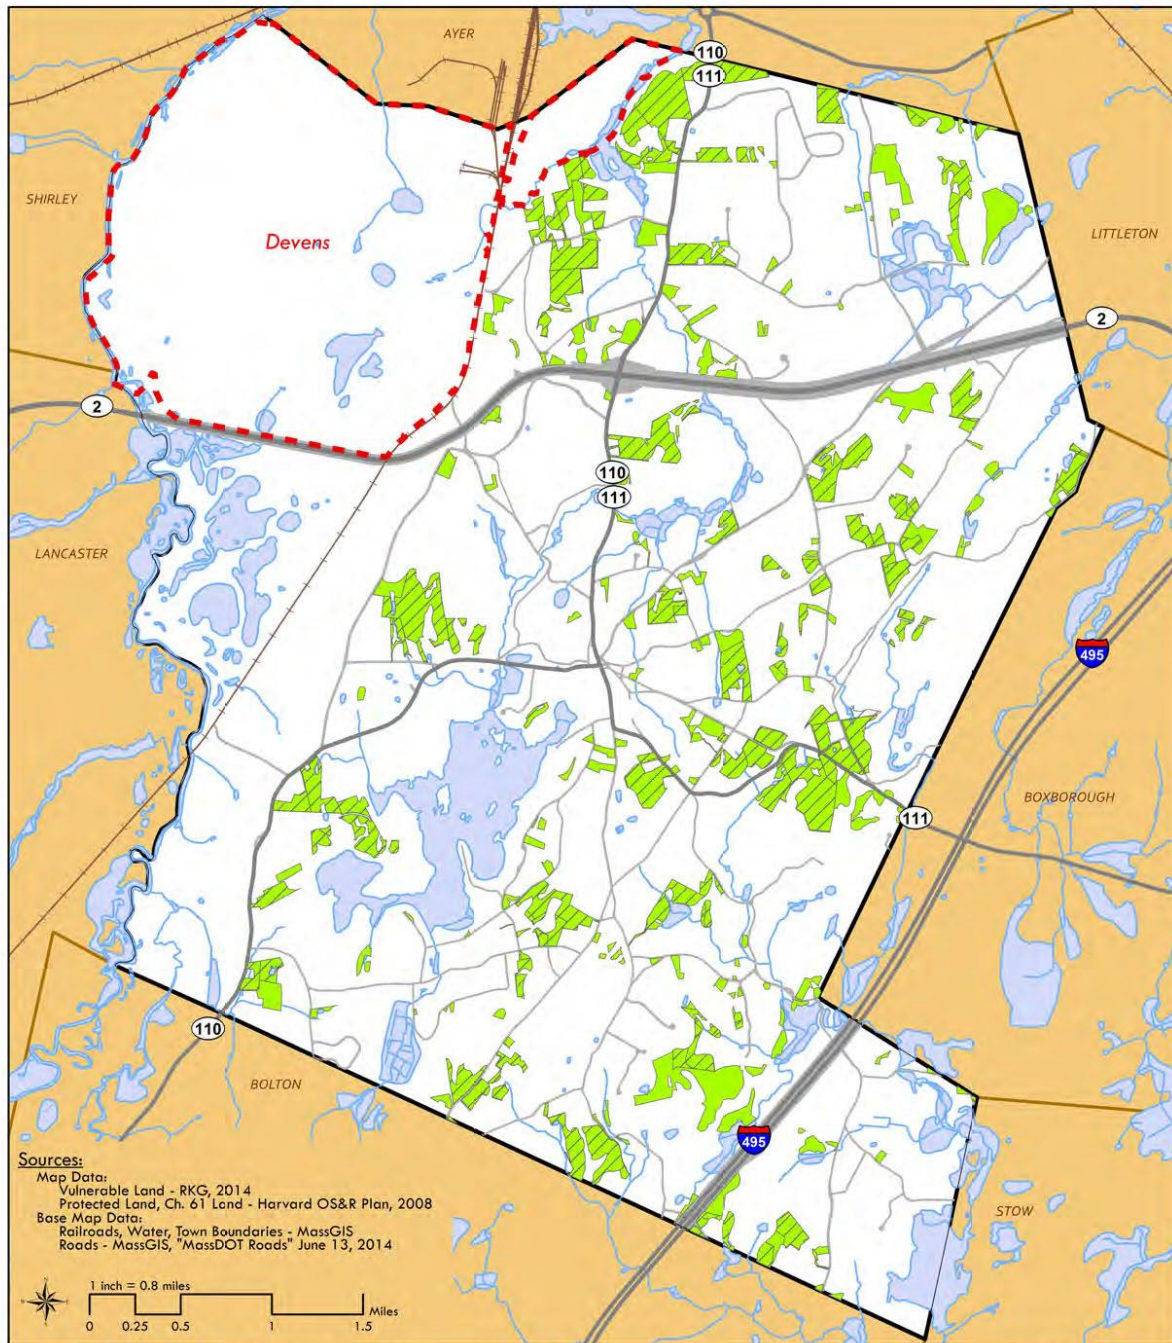 AYER
110
111
SHIRLEY
Devens
LITTLETON
2
2
110
111
LANCASTER
495
BOXBOROUGH
111
110
BOLTON
495
STOW
Sources:
Map Data:
Vulnerable Land - RKG, 2014
Protected Land, Ch. 61 Land - Harvard OS&R Plan, 2008
Base Map Data:
Railroads, Water, Town Boundaries - MassGIS
Roads - MassGIS, "MassDOT Roads" June 13, 2014
1 inch = 0.8 miles
Miles
0 0.25 0.5 1 1.5